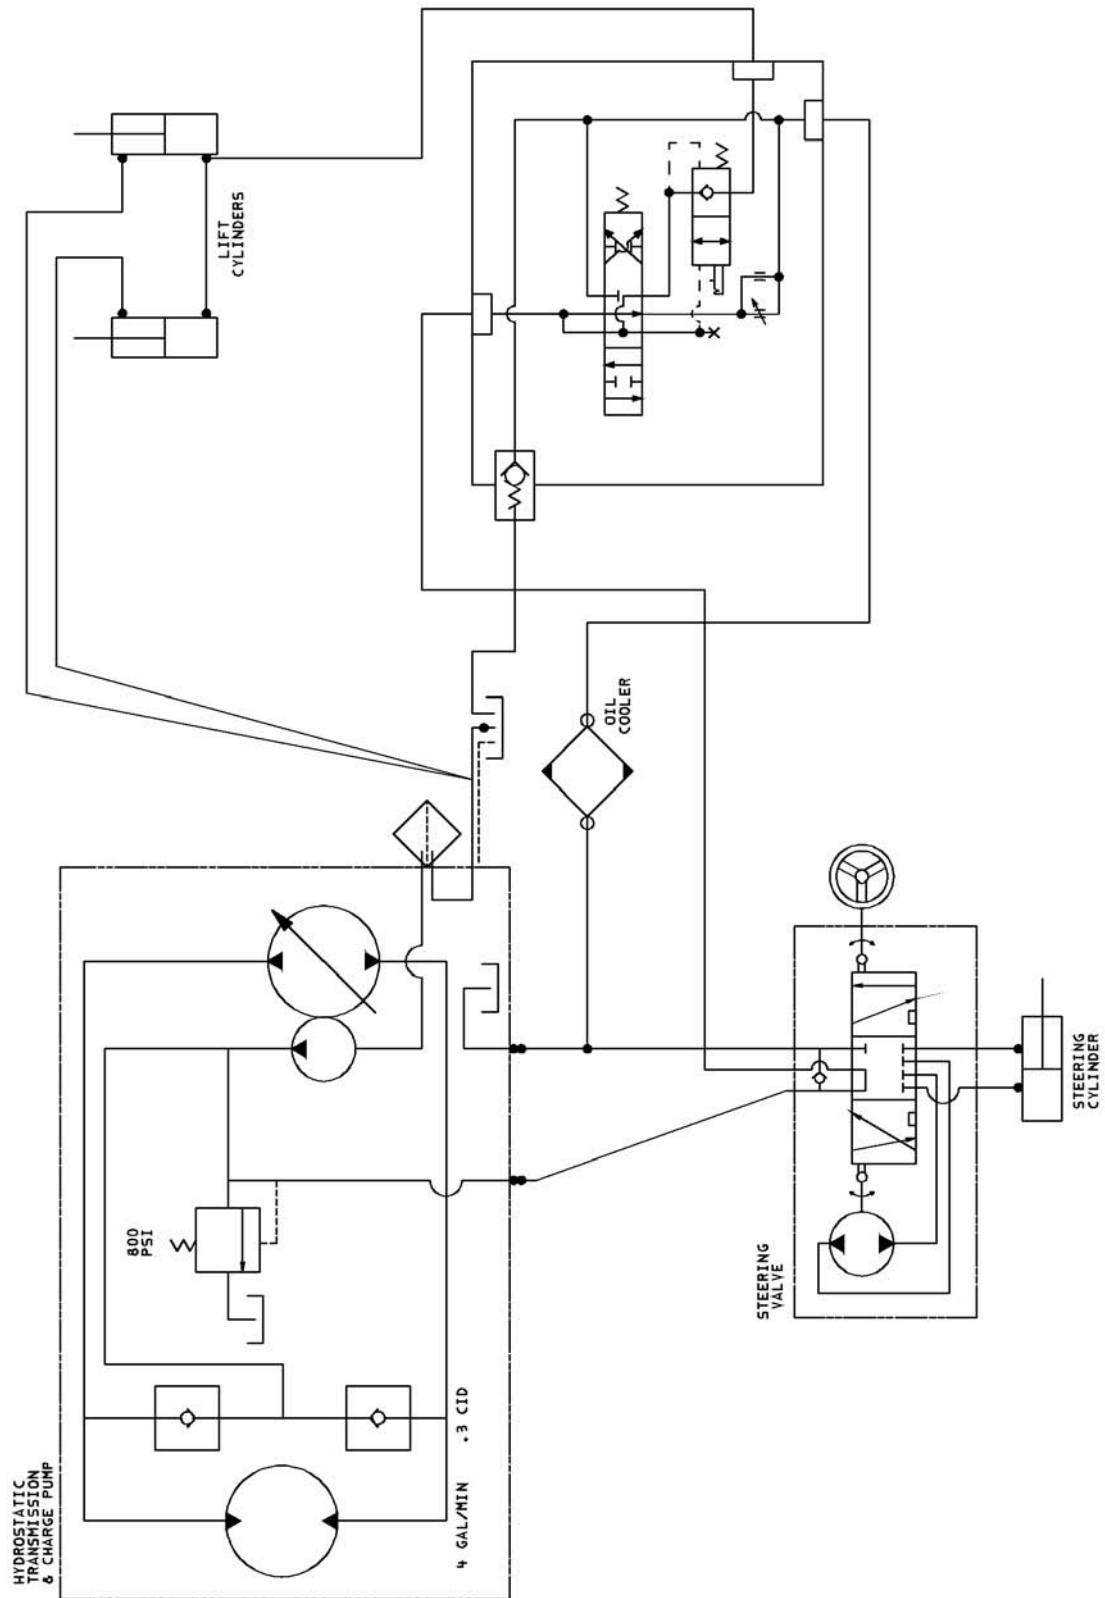 HYDROSTATIC
TRANSMISSION
& CHARGE PUMP
4 GAL/MIN .3 CID
800
PSI
LIFT
CYLINDERS
OIL
COOLER
STEERING
VALVE
STEERING
CYLINDER